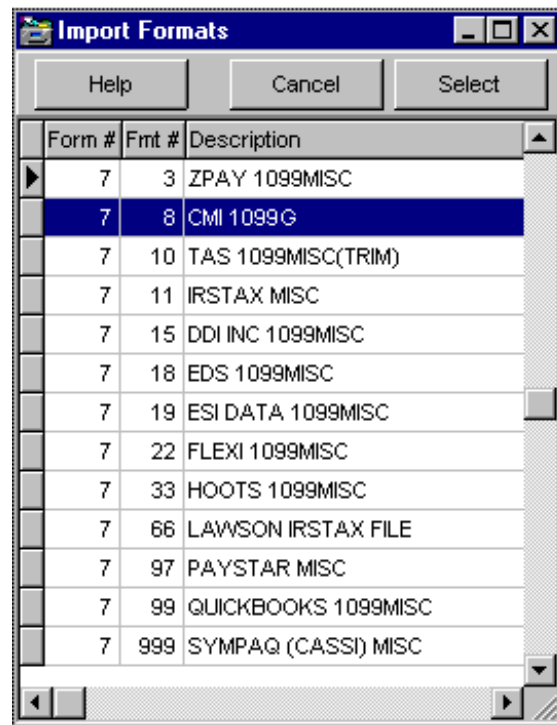 Import Formats
Help Cancel Select
Form # Fmt # Description
7 3 ZPAY 1099MISC
7 8 CMI 1099G
7 10 TAS 1099MISC(TRIM)
7 11 IRSTAX MISC
7 15 DDI INC 1099MISC
7 18 EDS 1099MISC
7 19 ESI DATA 1099MISC
7 22 FLEXI 1099MISC
7 33 HOOTS 1099MISC
7 66 LAWSON IRSTAX FILE
7 97 PAYSTAR MISC
7 99 QUICKBOOKS 1099MISC
7 999 SYMPAQ (CASSI) MISC